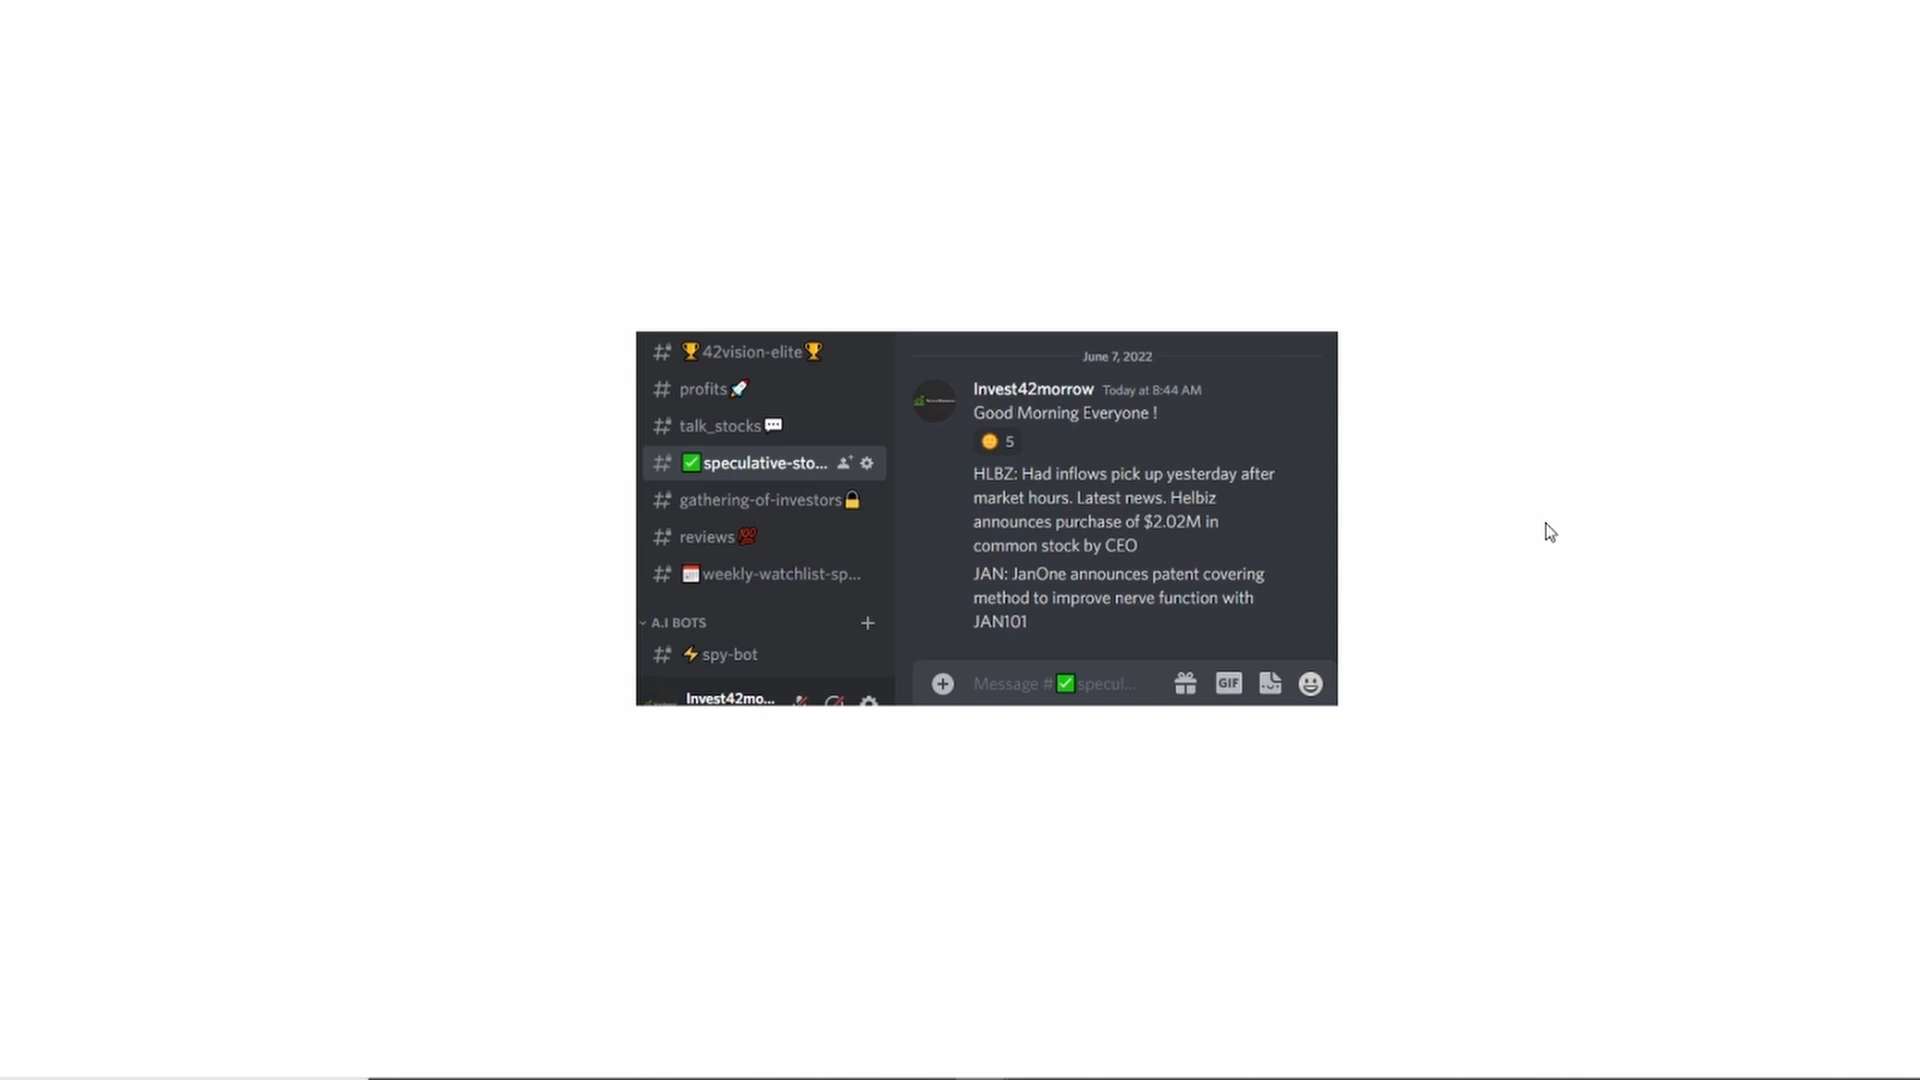 42vision-elite
profits
talk_stocks
speculative-sto...
gathering-of-investors
reviews
weekly-watchlist-sp...
A.I BOTS
spy-bot
Invest42mo...
June 7, 2022
Invest42morrow Today at 8:44 AM
Good Morning Everyone !
5
HLBZ: Had inflows pick up yesterday after
market hours. Latest news. Helbiz
announces purchase of $2.02M in
common stock by CEO
JAN: JanOne announces patent covering
method to improve nerve function with
JAN101
Message # specul...
GIF